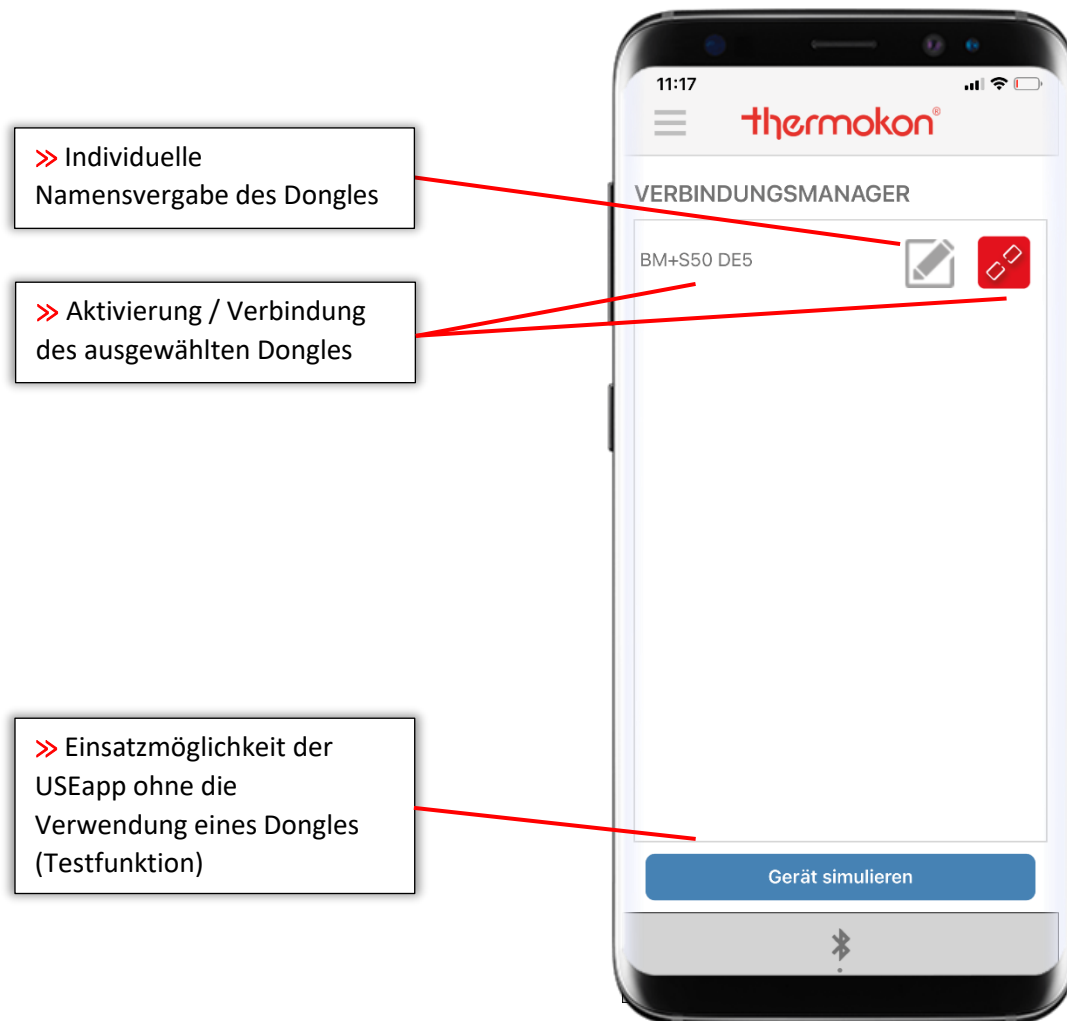 11:17
thermokon®
>> Individuelle
Namensvergabe des Dongles
VERBINDUNGSMANAGER
BM+S50 DE5
>> Aktivierung / Verbindung
des ausgewählten Dongles
>> Einsatzmöglichkeit der
USEapp ohne die
Verwendung eines Dongles
(Testfunktion)
Gerät simulieren